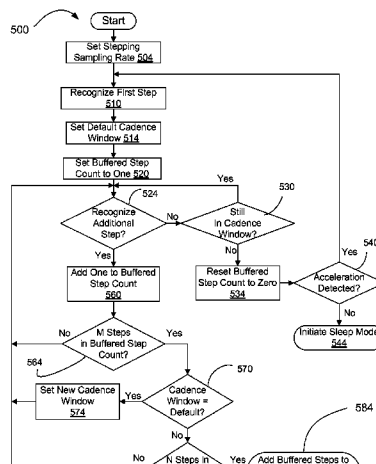 500
Start
Set Stepping
Sampling Rate 504
Recognize First Step
510
Set Default Cadence
Window 514
Set Buffered Step
Count to One 520
Yes
524
530
Recognize
Additional
Step?
No
Still
In Cadence
Window?
540
Yes
Yes
No
Add One to Buffered
Step Count
560
Reset Buffered
Step Count to Zero
534
Acceleration
Detected?
No
Initiate Sleep Mode
544
No
M Steps
in Buffered Step
Count?
Yes
564
570
Set New Cadence
Window
574
Yes
Cadence
Window =
Default?
584
No
N Steps in
Yes
Add Buffered Steps to